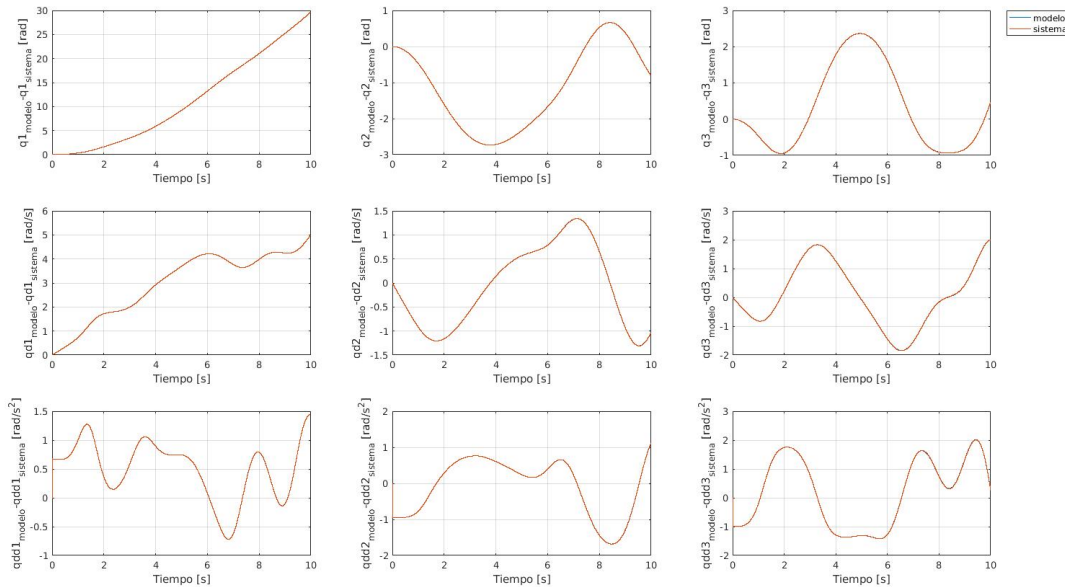 modelo
sistema
q1modelo-q1sistema [rad]
30
25
20
15
10
5
0
0 2 4 6 8 10
Tiempo [s]
q2modelo-q2sistema [rad]
1
0
-1
-2
-3
0 2 4 6 8 10
Tiempo [s]
q3modelo-q3sistema [rad]
3
2
1
0
-1
0 2 4 6 8 10
Tiempo [s]
qd1modelo-qd1sistema [rad/s]
6
5
4
3
2
1
0
0 2 4 6 8 10
Tiempo [s]
qd2modelo-qd2sistema [rad/s]
1.5
1
0.5
0
-0.5
-1
-1.5
0 2 4 6 8 10
Tiempo [s]
qd3modelo-qd3sistema [rad/s]
3
2
1
0
-1
-2
0 2 4 6 8 10
Tiempo [s]
qdd1modelo-qdd1sistema [rad/s²]
1.5
1
0.5
0
-0.5
-1
0 2 4 6 8 10
Tiempo [s]
qdd2modelo-qdd2sistema [rad/s²]
2
1
0
-1
-2
0 2 4 6 8 10
Tiempo [s]
qdd3modelo-qdd3sistema [rad/s²]
3
2
1
0
-1
-2
0 2 4 6 8 10
Tiempo [s]